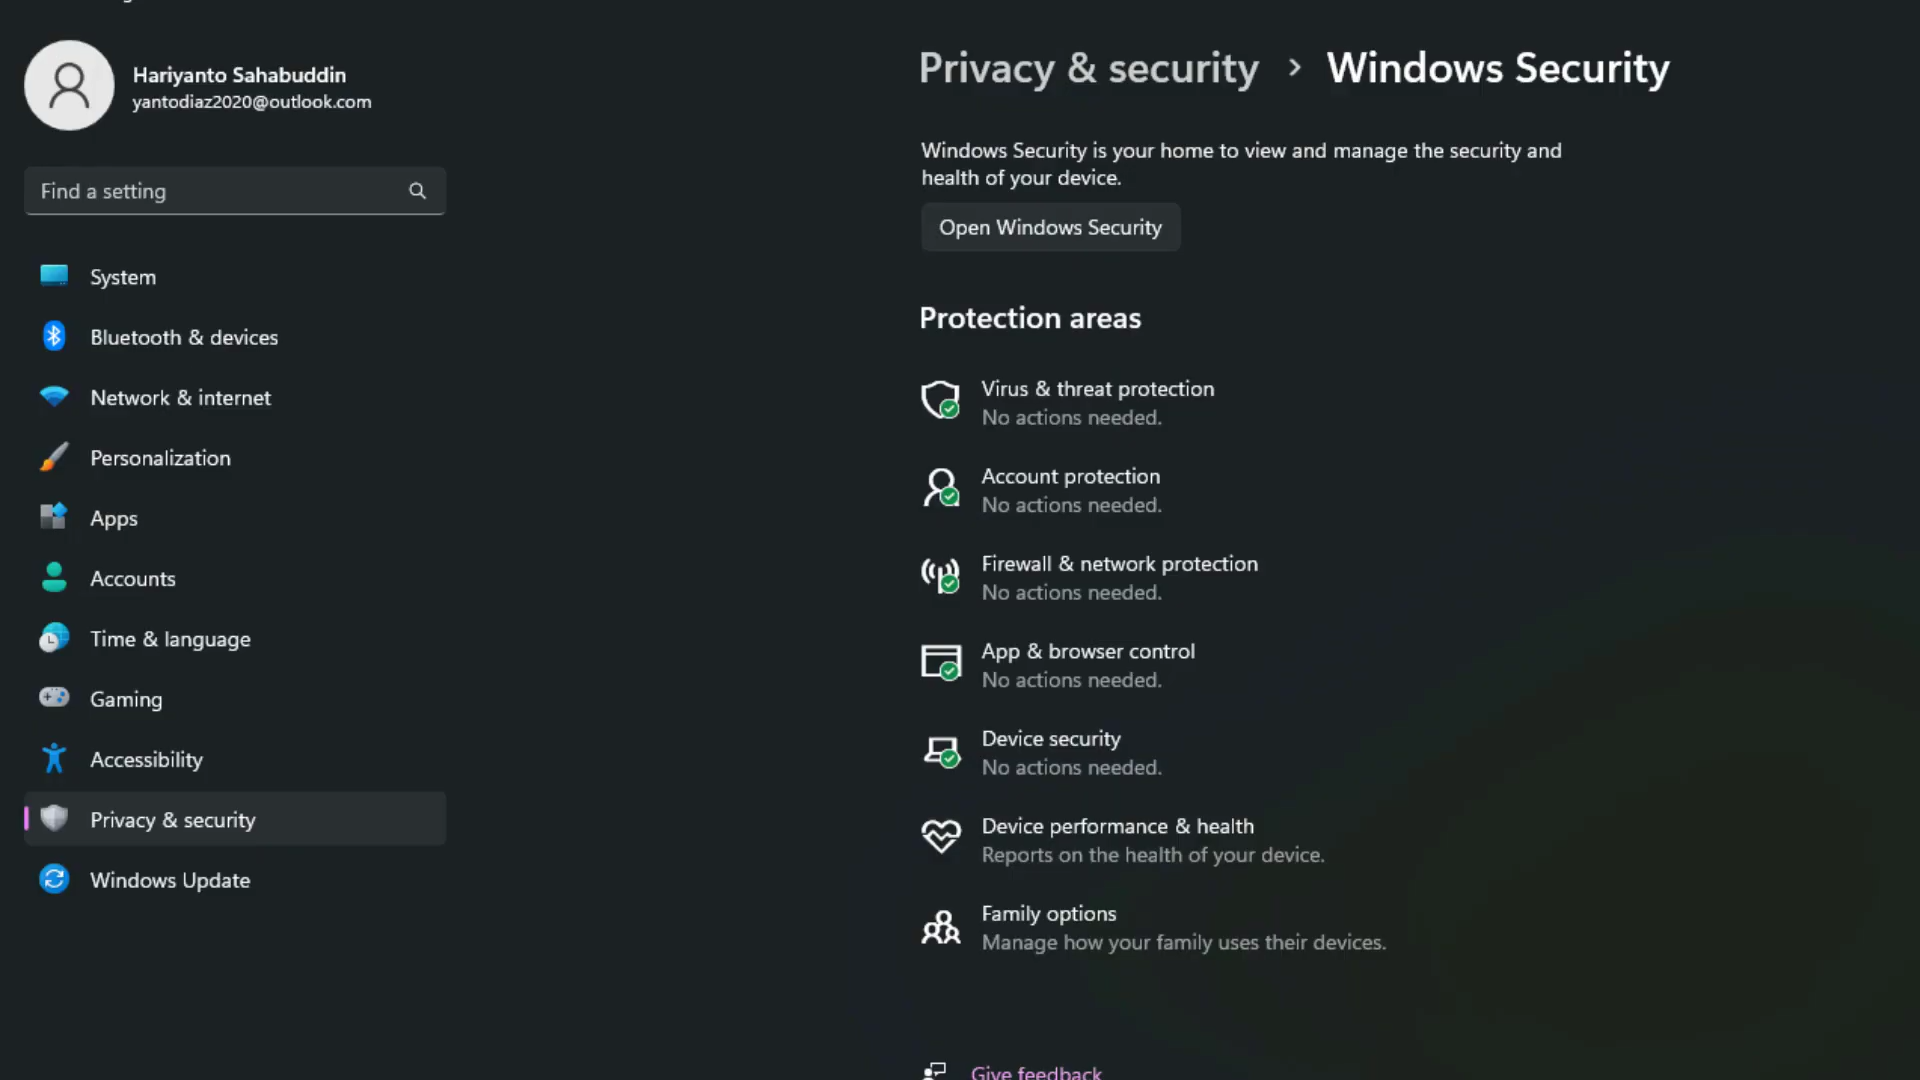 Hariyanto Sahabuddin
yantodiaz2020@outlook.com
Find a setting
System
Bluetooth & devices
Network & internet
Personalization
Apps
Accounts
Time & language
Gaming
Accessibility
Privacy & security
Windows Update
Privacy & security > Windows Security
Windows Security is your home to view and manage the security and
health of your device.
Open Windows Security
Protection areas
Virus & threat protection
No actions needed.
Account protection
No actions needed.
Firewall & network protection
No actions needed.
App & browser control
No actions needed.
Device security
No actions needed.
Device performance & health
Reports on the health of your device.
Family options
Manage how your family uses their devices.
Give feedback